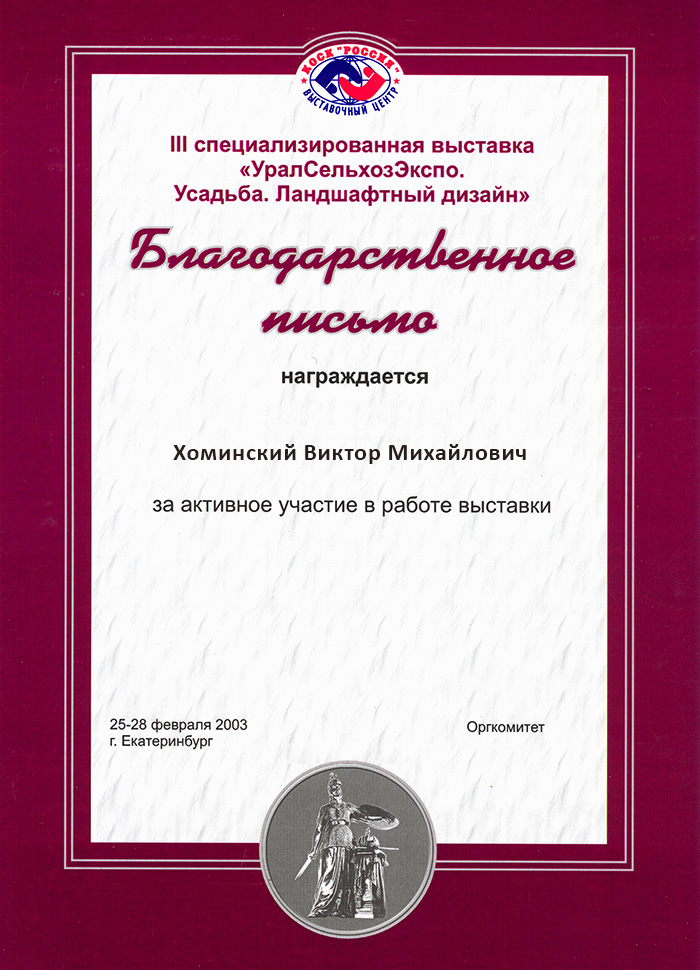 КОСК "РОССИЯ"
ВЫСТАВОЧНЫЙ ЦЕНТР
III специализированная выставка
«УралСельхозЭкспо.
Усадьба. Ландшафтный дизайн»
Благодарственное
письмо
награждается
Хоминский Виктор Михайлович
за активное участие в работе выставки
25-28 февраля 2003
г. Екатеринбург
Оргкомитет